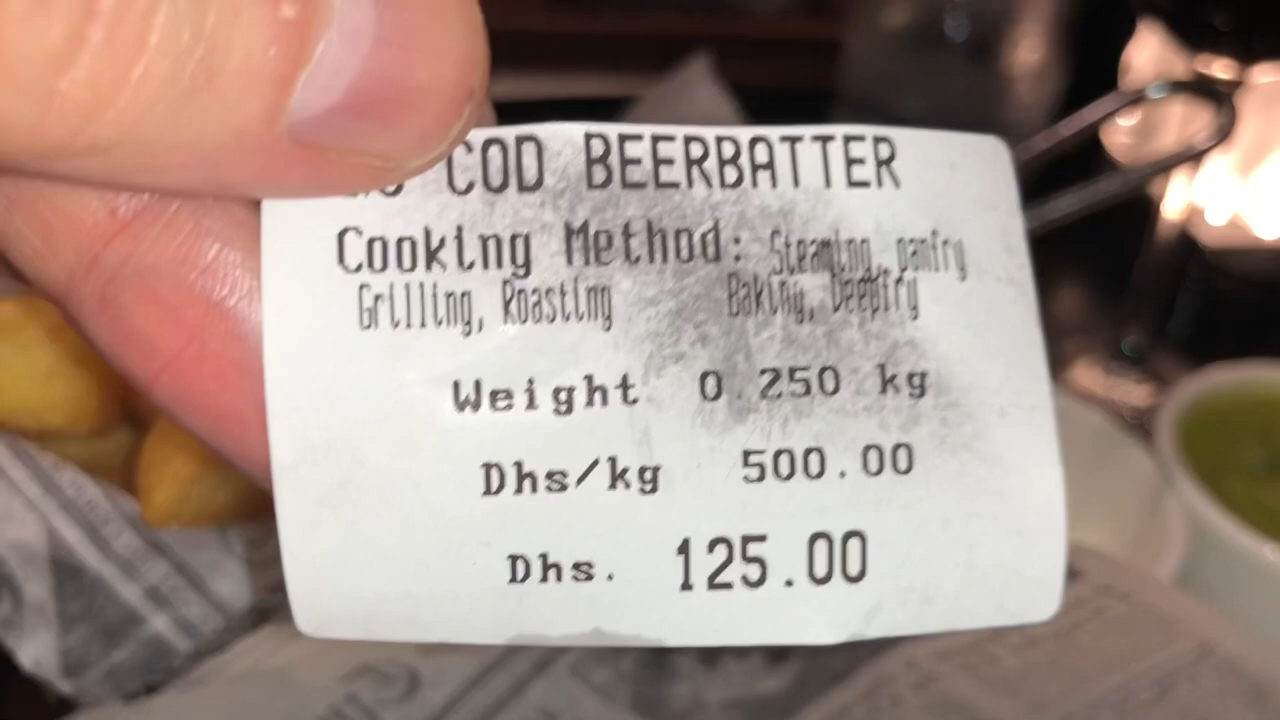 COD BEERBATTER
Cooking Method: Steaming, panfry
Grilling, Roasting Baking, Deepfry
Weight 0.250 kg
Dhs/kg 500.00
Dhs. 125.00